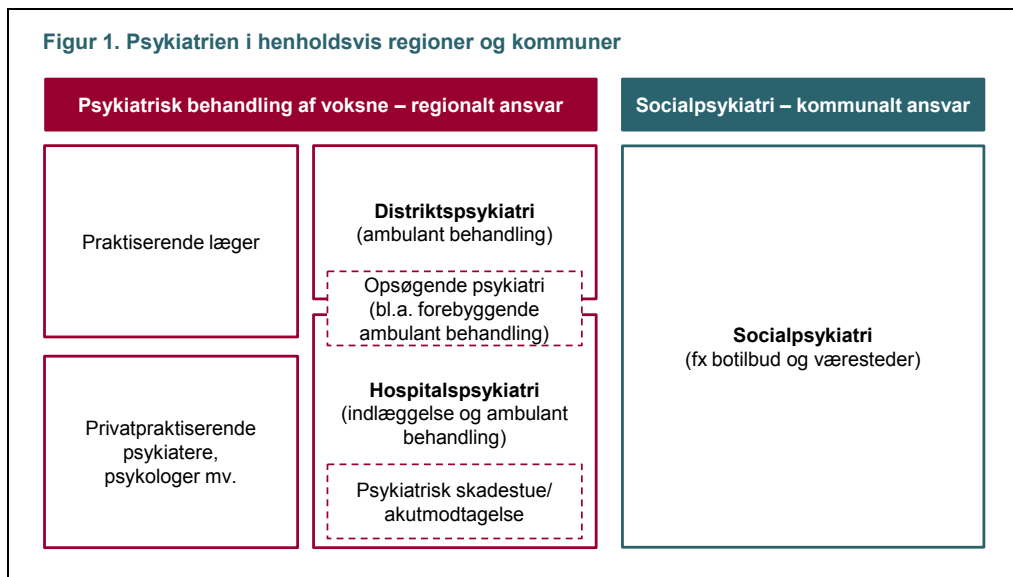 Figur 1. Psykiatrien i henholdsvis regioner og kommuner
Psykiatrisk behandling af voksne – regionalt ansvar
Socialpsykiatri – kommunalt ansvar
Praktiserende læger
Privatpraktiserende
psykiatere,
psykologer mv.
Distriktspsykiatri
(ambulant behandling)
Opsøgende psykiatri
(bl.a. forebyggende
ambulant behandling)
Hospitalspsykiatri
(indlæggelse og ambulant
behandling)
Psykiatrisk skadestue/
akutmodtagelse
Socialpsykiatri
(fx botilbud og væresteder)